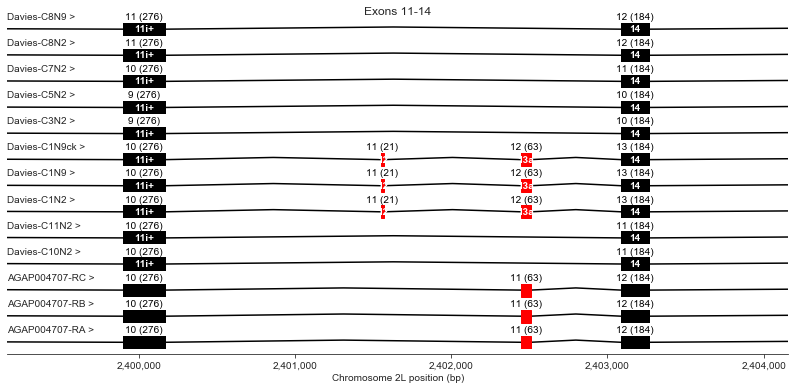 Exons 11-14
Davies-C8N9 > 11 (276) 12 (184)
11i+ 14
Davies-C8N2 > 11 (276) 12 (184)
11i+ 14
Davies-C7N2 > 10 (276) 11 (184)
11i+ 14
Davies-C5N2 > 9 (276) 10 (184)
11i+ 14
Davies-C3N2 > 9 (276) 10 (184)
11i+ 14
Davies-C1N9ck > 10 (276) 11 (21) 12 (63) 13 (184)
11i+ 3a 14
Davies-C1N9 > 10 (276) 11 (21) 12 (63) 13 (184)
11i+ 3a 14
Davies-C1N2 > 10 (276) 11 (21) 12 (63) 13 (184)
11i+ 3a 14
Davies-C11N2 > 10 (276) 11 (184)
11i+ 14
Davies-C10N2 > 10 (276) 11 (184)
11i+ 14
AGAP004707-RC > 10 (276) 11 (63) 12 (184)
AGAP004707-RB > 10 (276) 11 (63) 12 (184)
AGAP004707-RA > 10 (276) 11 (63) 12 (184)
2,400,000 2,401,000 2,402,000 2,403,000 2,404,000
Chromosome 2L position (bp)